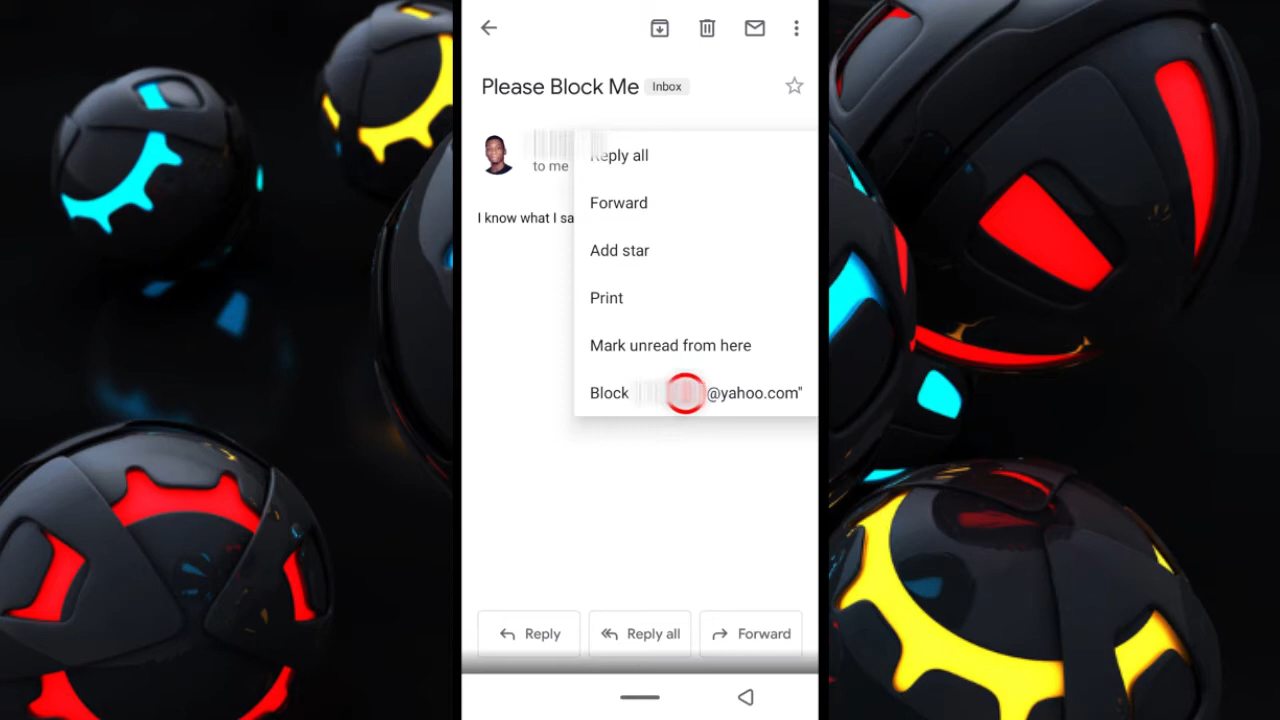 Please Block Me Inbox
Reply all
to me
Forward
I know what I sa
Add star
Print
Mark unread from here
Block @yahoo.com"
Reply Reply all Forward